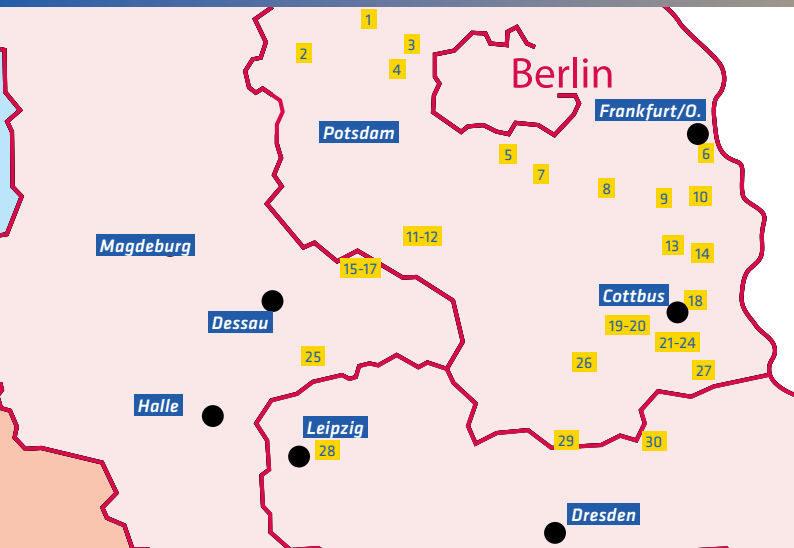 1
2
3
4
Berlin
Frankfurt/O.
Potsdam
5
6
7
8
9
10
11-12
Magdeburg
13
14
15-17
Cottbus
18
Dessau
19-20
21-24
25
26
27
Halle
Leipzig
28
29
30
Dresden